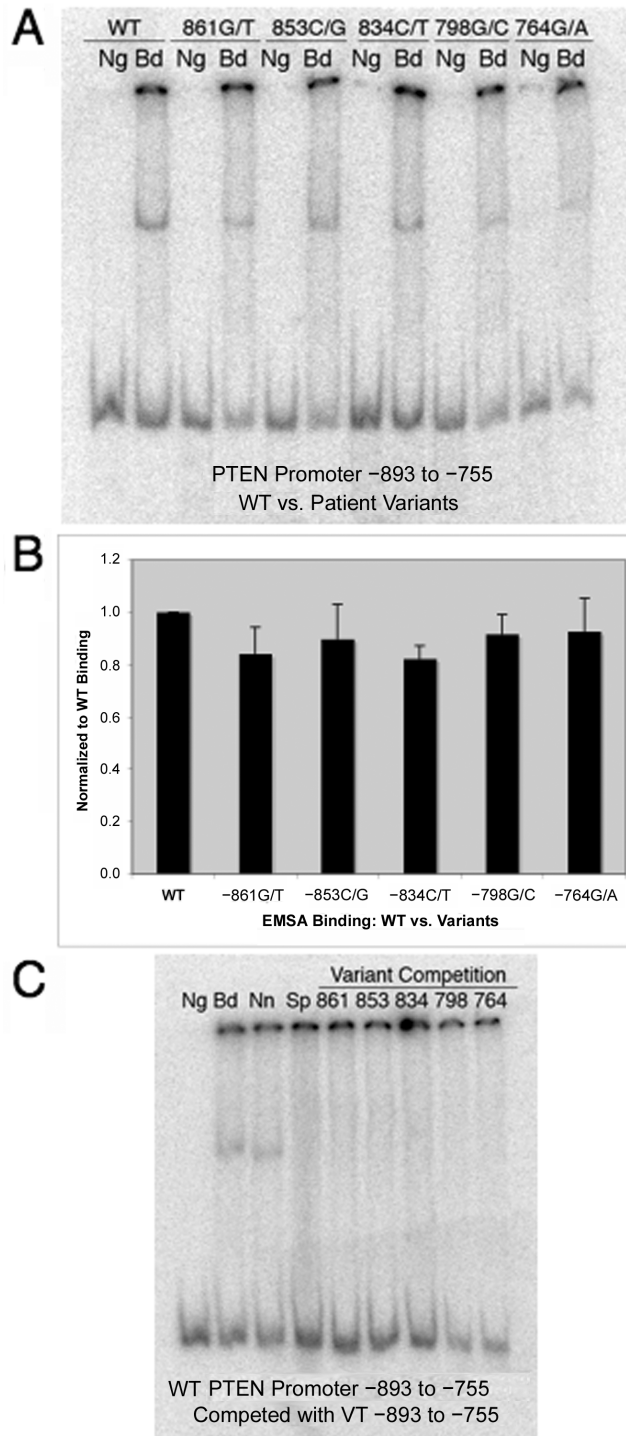 A
WT 861G/T 853C/G 834C/T 798G/C 764G/A
Ng Bd Ng Bd Ng Bd Ng Bd Ng Bd Ng Bd
PTEN Promoter −893 to −755
WT vs. Patient Variants
B
1.2
1.0
0.8
0.6
0.4
0.2
0.0
Normalized to WT Binding
WT −861G/T −853C/G −834C/T −798G/C −764G/A
EMSA Binding: WT vs. Variants
C
Variant Competition
Ng Bd Nn Sp 861 853 834 798 764
WT PTEN Promoter −893 to −755
Competed with VT −893 to −755